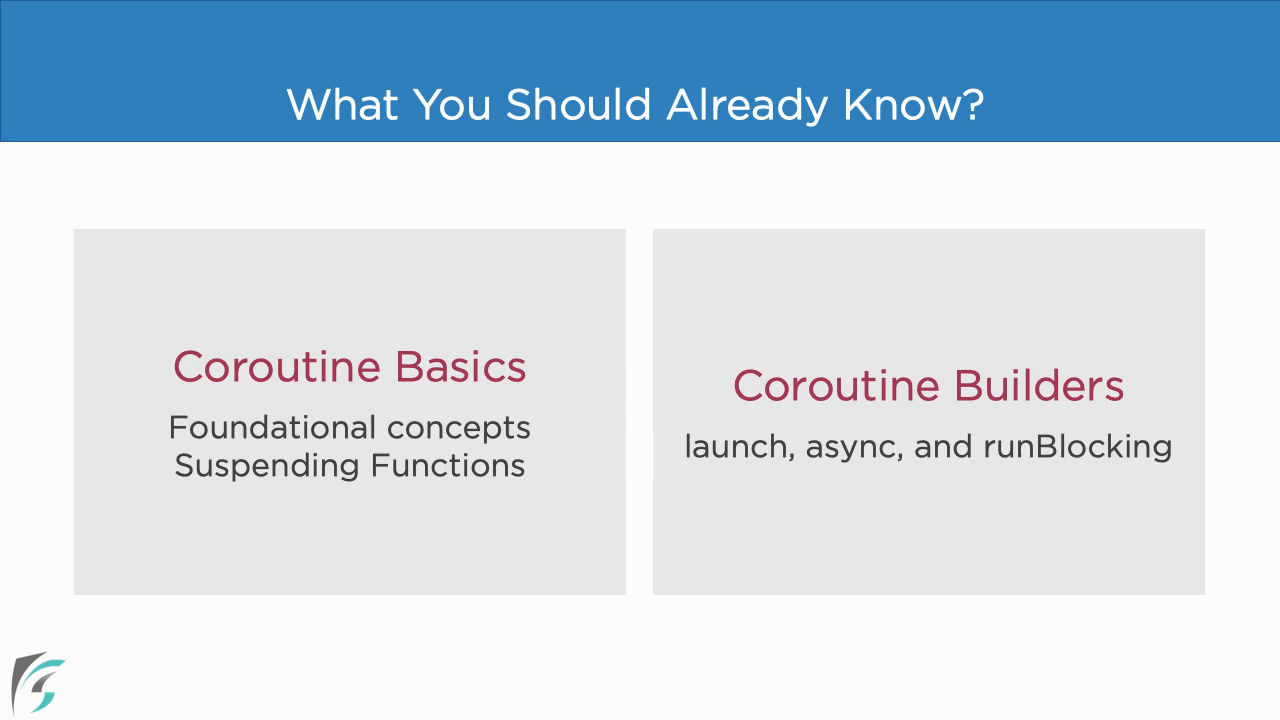 What You Should Already Know?
Coroutine Basics
Foundational concepts
Suspending Functions
Coroutine Builders
launch, async, and runBlocking